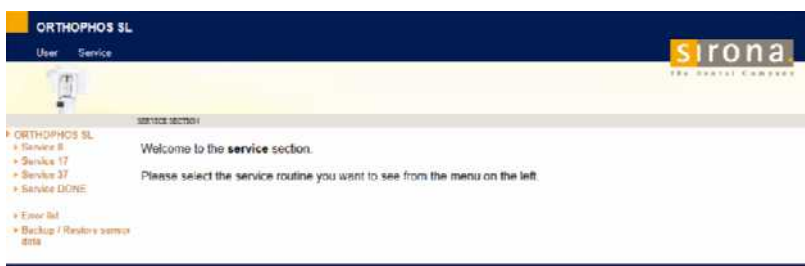 ORTHOPHOS SL
User Service
sirona.
The Dental Company
SERVICE SECTION
ORTHOPHOS SL
Service 8
Service 17
Service 37
Service DONE
Error list
Backup / Restore sensor
data
Welcome to the service section.
Please select the service routine you want to see from the menu on the left.